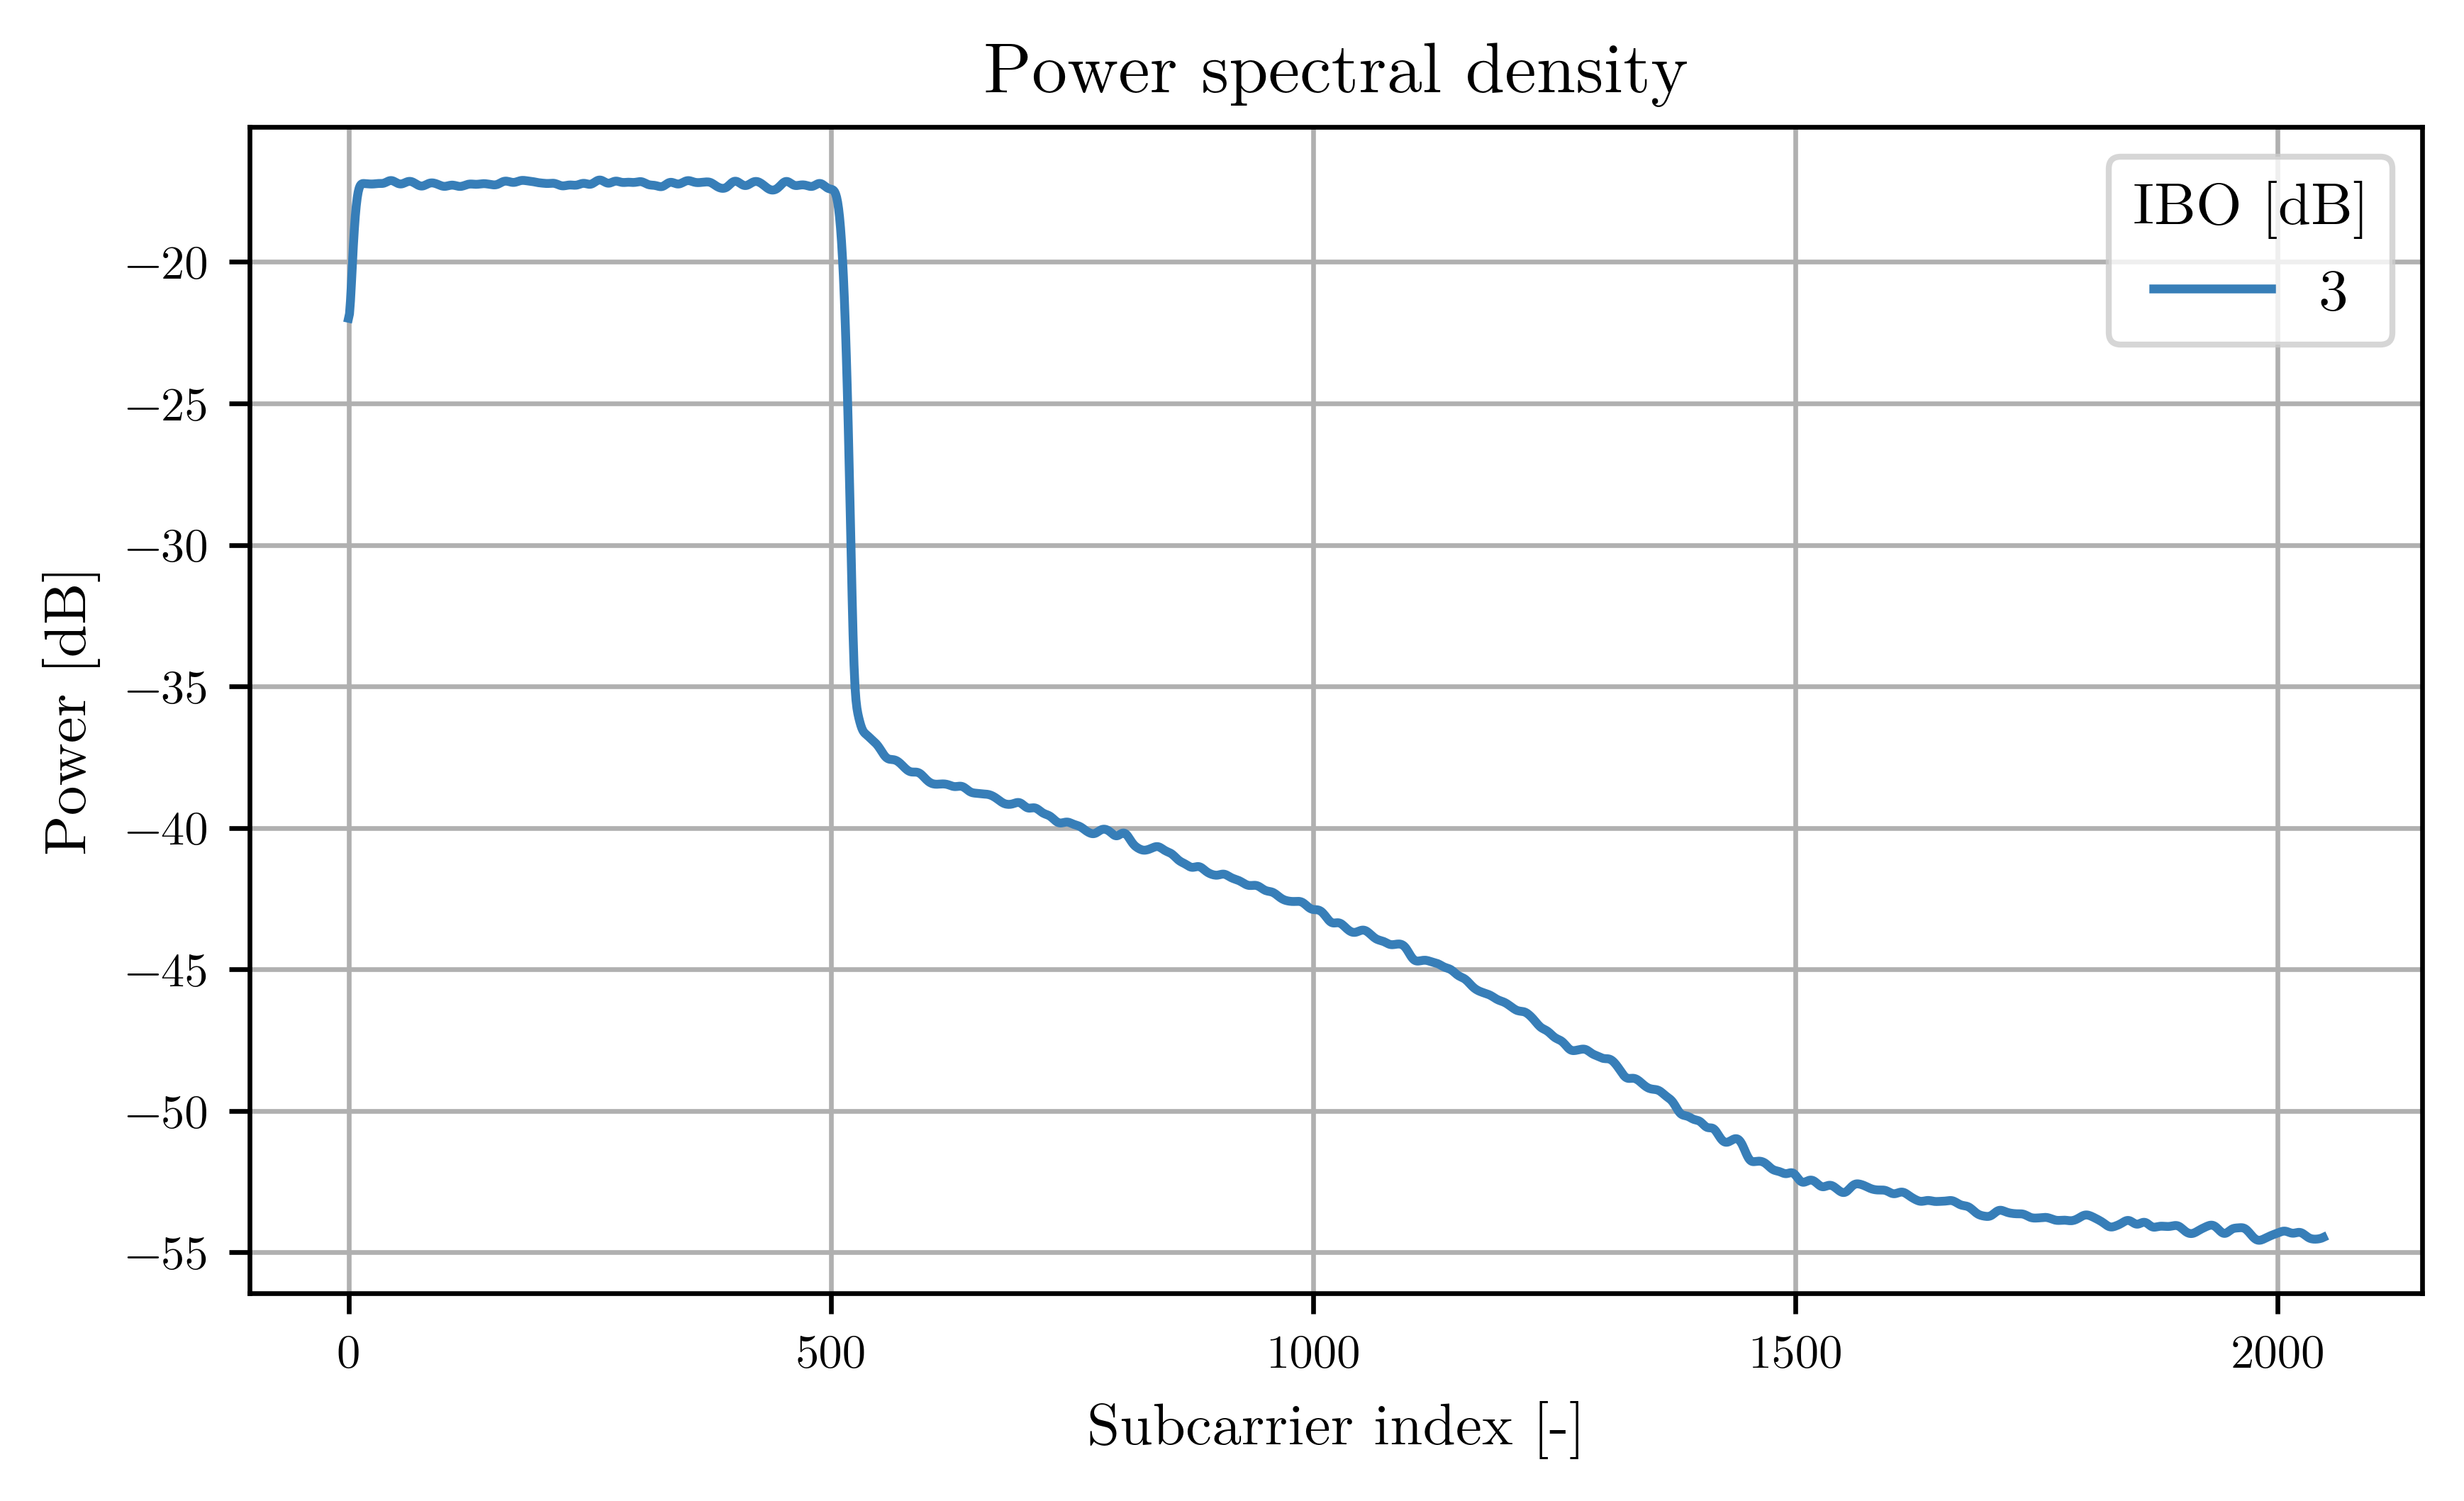 Power spectral density
IBO [dB]
3
Power [dB]
−20
−25
−30
−35
−40
−45
−50
−55
0 500 1000 1500 2000
Subcarrier index [-]